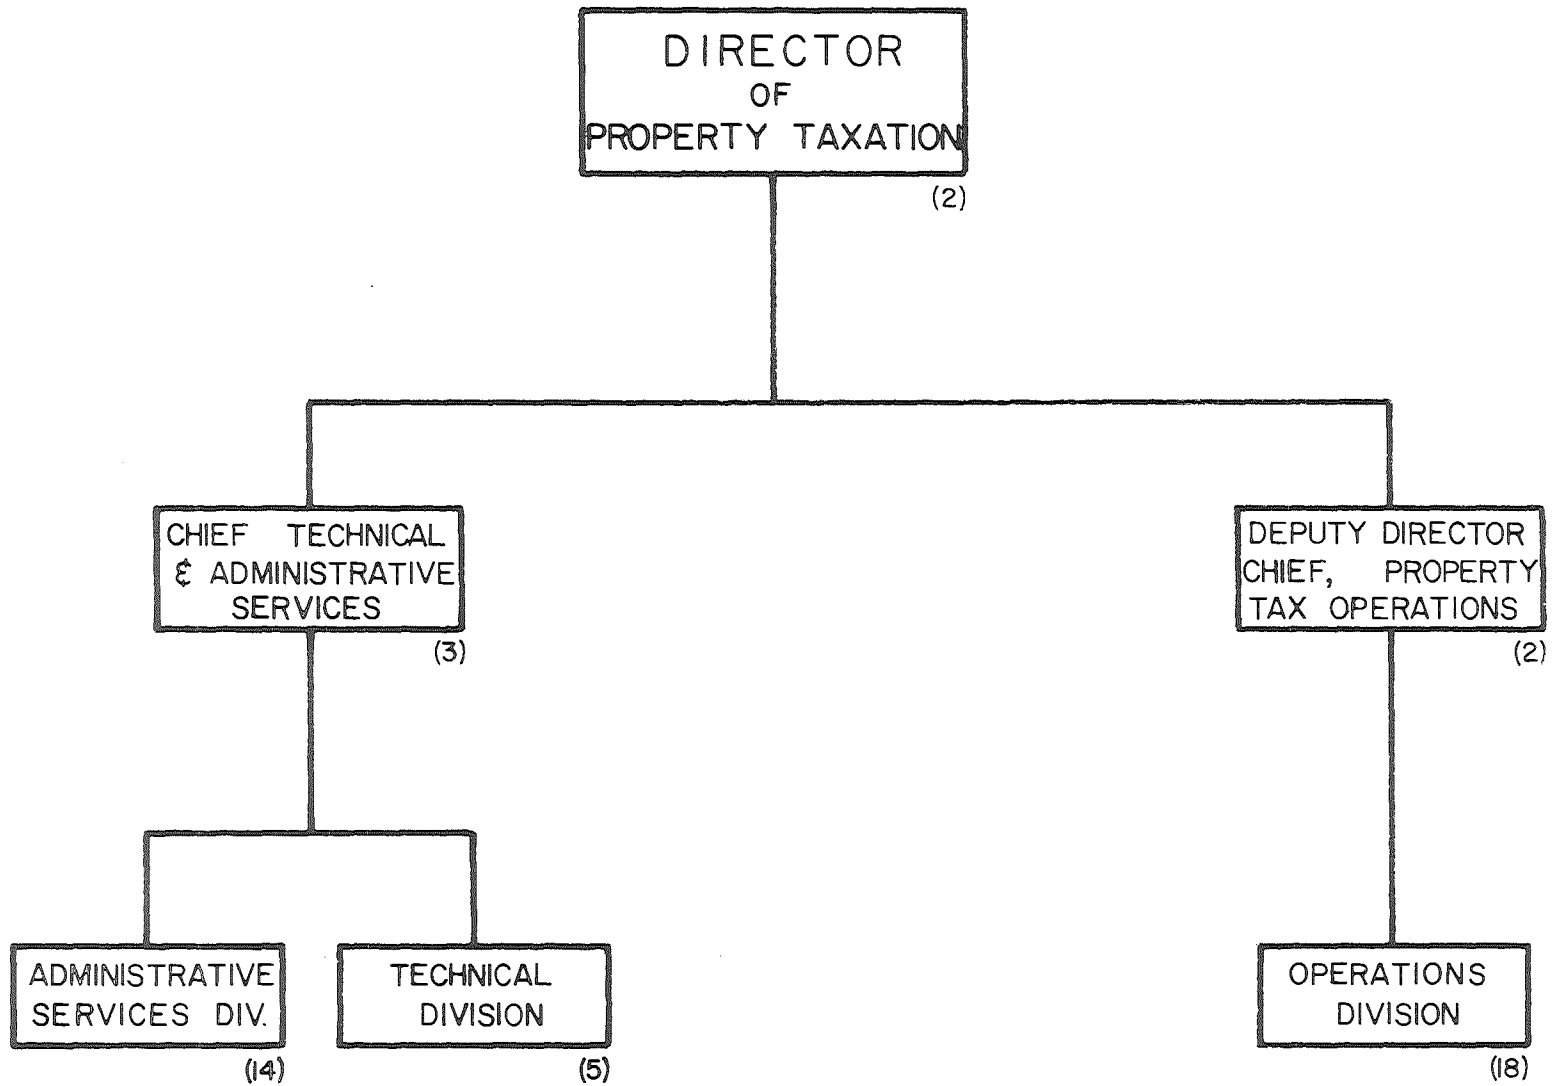 DIRECTOR
OF
PROPERTY TAXATION
(2)
CHIEF TECHNICAL
& ADMINISTRATIVE
SERVICES
(3)
DEPUTY DIRECTOR
CHIEF, PROPERTY
TAX OPERATIONS
(2)
ADMINISTRATIVE
SERVICES DIV.
(14)
TECHNICAL
DIVISION
(5)
OPERATIONS
DIVISION
(18)